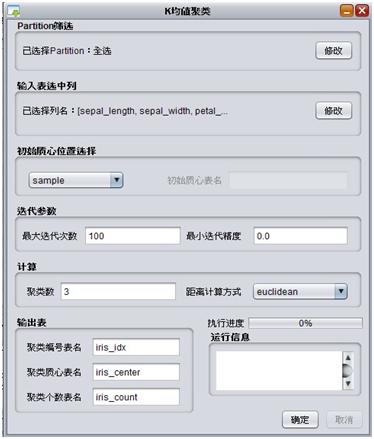 K均值聚类
Partition筛选
已选择Partition：全选
修改
输入表选中列
已选择列名：[sepal_length, sepal_width, petal_...
修改
初始质心位置选择
sample
初始质心表名
迭代参数
最大迭代次数 100
最小迭代精度 0.0
计算
聚类数 3
距离计算方式 euclidean
输出表
聚类编号表名 iris_idx
聚类质心表名 iris_center
聚类个数表名 iris_count
执行进度 0%
运行信息
确定
取消